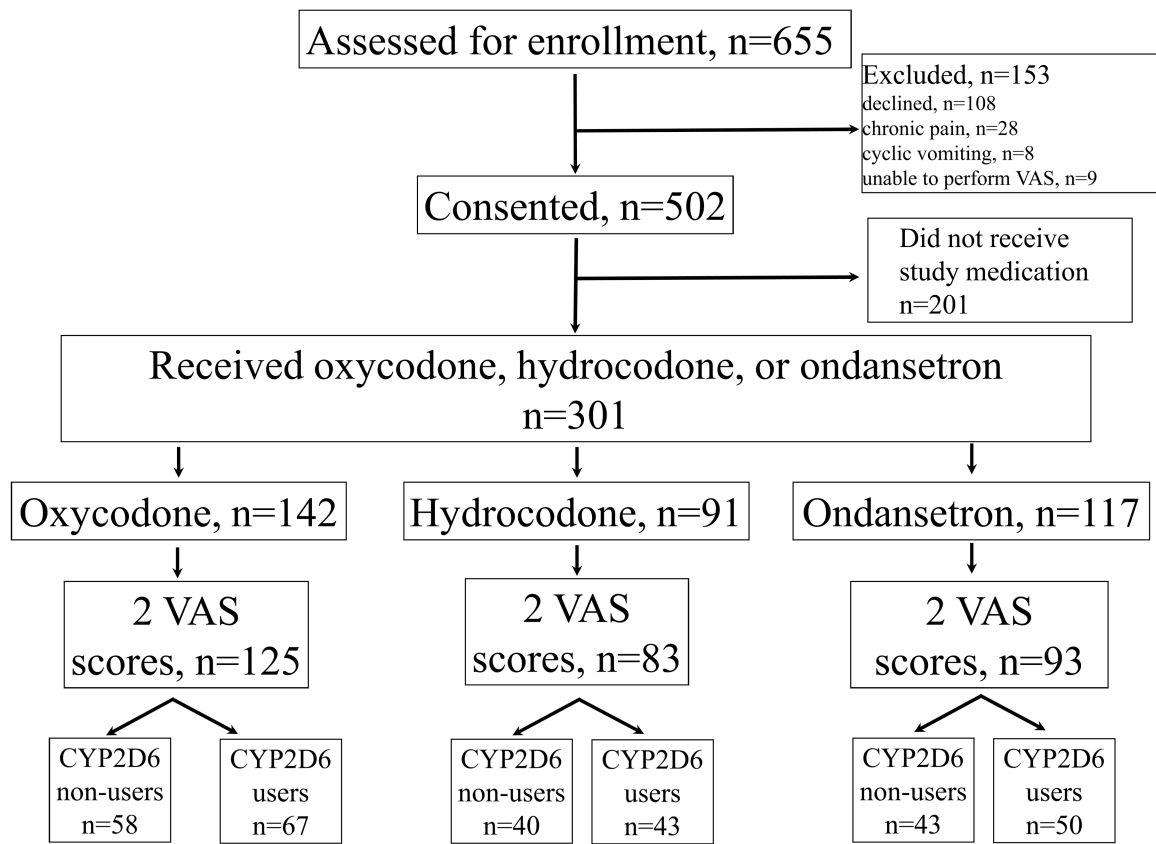 Assessed for enrollment, n=655
Excluded, n=153
declined, n=108
chronic pain, n=28
cyclic vomiting, n=8
unable to perform VAS, n=9
Consented, n=502
Did not receive
study medication
n=201
Received oxycodone, hydrocodone, or ondansetron
n=301
Oxycodone, n=142
Hydrocodone, n=91
Ondansetron, n=117
2 VAS
scores, n=125
2 VAS
scores, n=83
2 VAS
scores, n=93
CYP2D6
non-users
n=58
CYP2D6
users
n=67
CYP2D6
non-users
n=40
CYP2D6
users
n=43
CYP2D6
non-users
n=43
CYP2D6
users
n=50